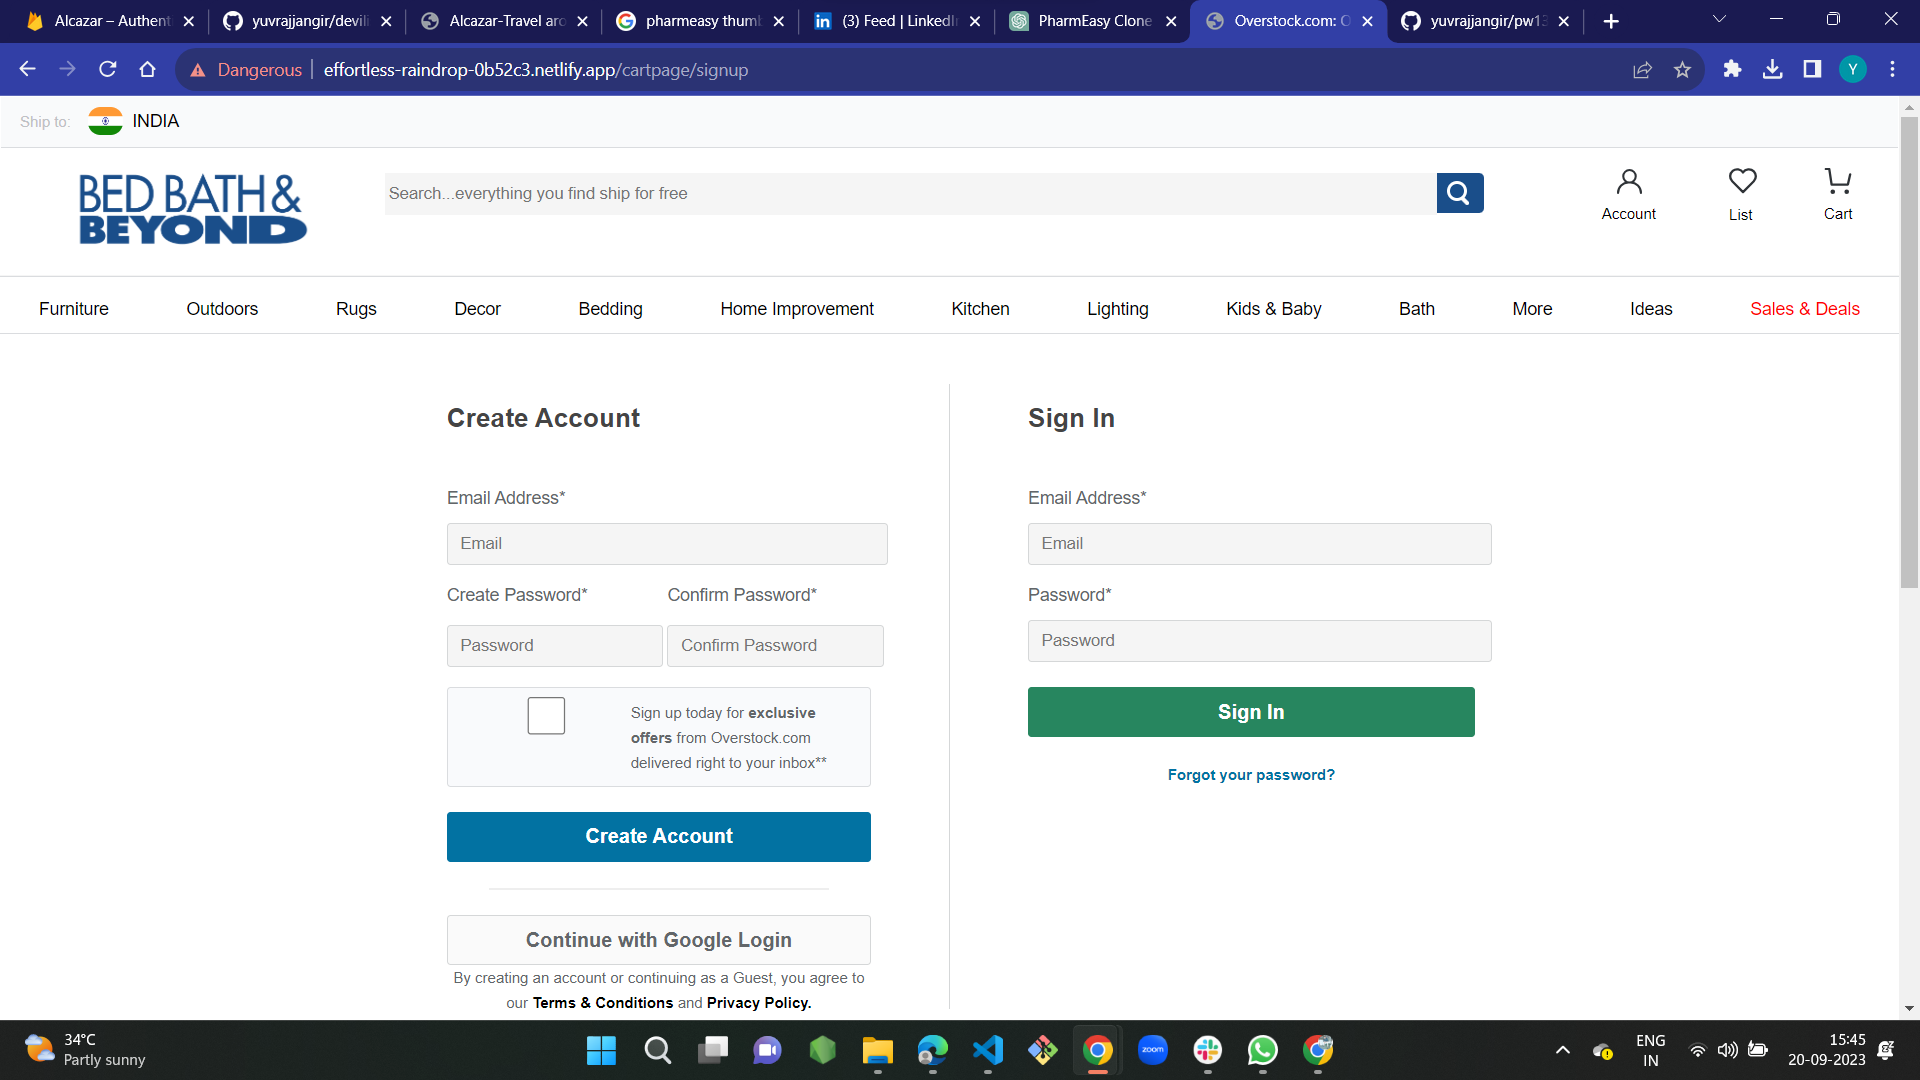 Alcazar – Authent
yuvrajjangir/devili
Alcazar-Travel aro
pharmeasy thumb
(3) Feed | LinkedIn
PharmEasy Clone
Overstock.com: O
yuvrajjangir/pw13
Dangerous
effortless-raindrop-0b52c3.netlify.app/cartpage/signup
Y
Ship to:
INDIA
BED BATH &
BEYOND
Search...everything you find ship for free
Account
List
Cart
Furniture
Outdoors
Rugs
Decor
Bedding
Home Improvement
Kitchen
Lighting
Kids & Baby
Bath
More
Ideas
Sales & Deals
Create Account
Email Address*
Email
Create Password*
Confirm Password*
Password
Confirm Password
Sign up today for exclusive
offers from Overstock.com
delivered right to your inbox**
Create Account
Continue with Google Login
By creating an account or continuing as a Guest, you agree to
our Terms & Conditions and Privacy Policy.
Sign In
Email Address*
Email
Password*
Password
Sign In
Forgot your password?
34°C
Partly sunny
zoom
ENG
IN
15:45
20-09-2023